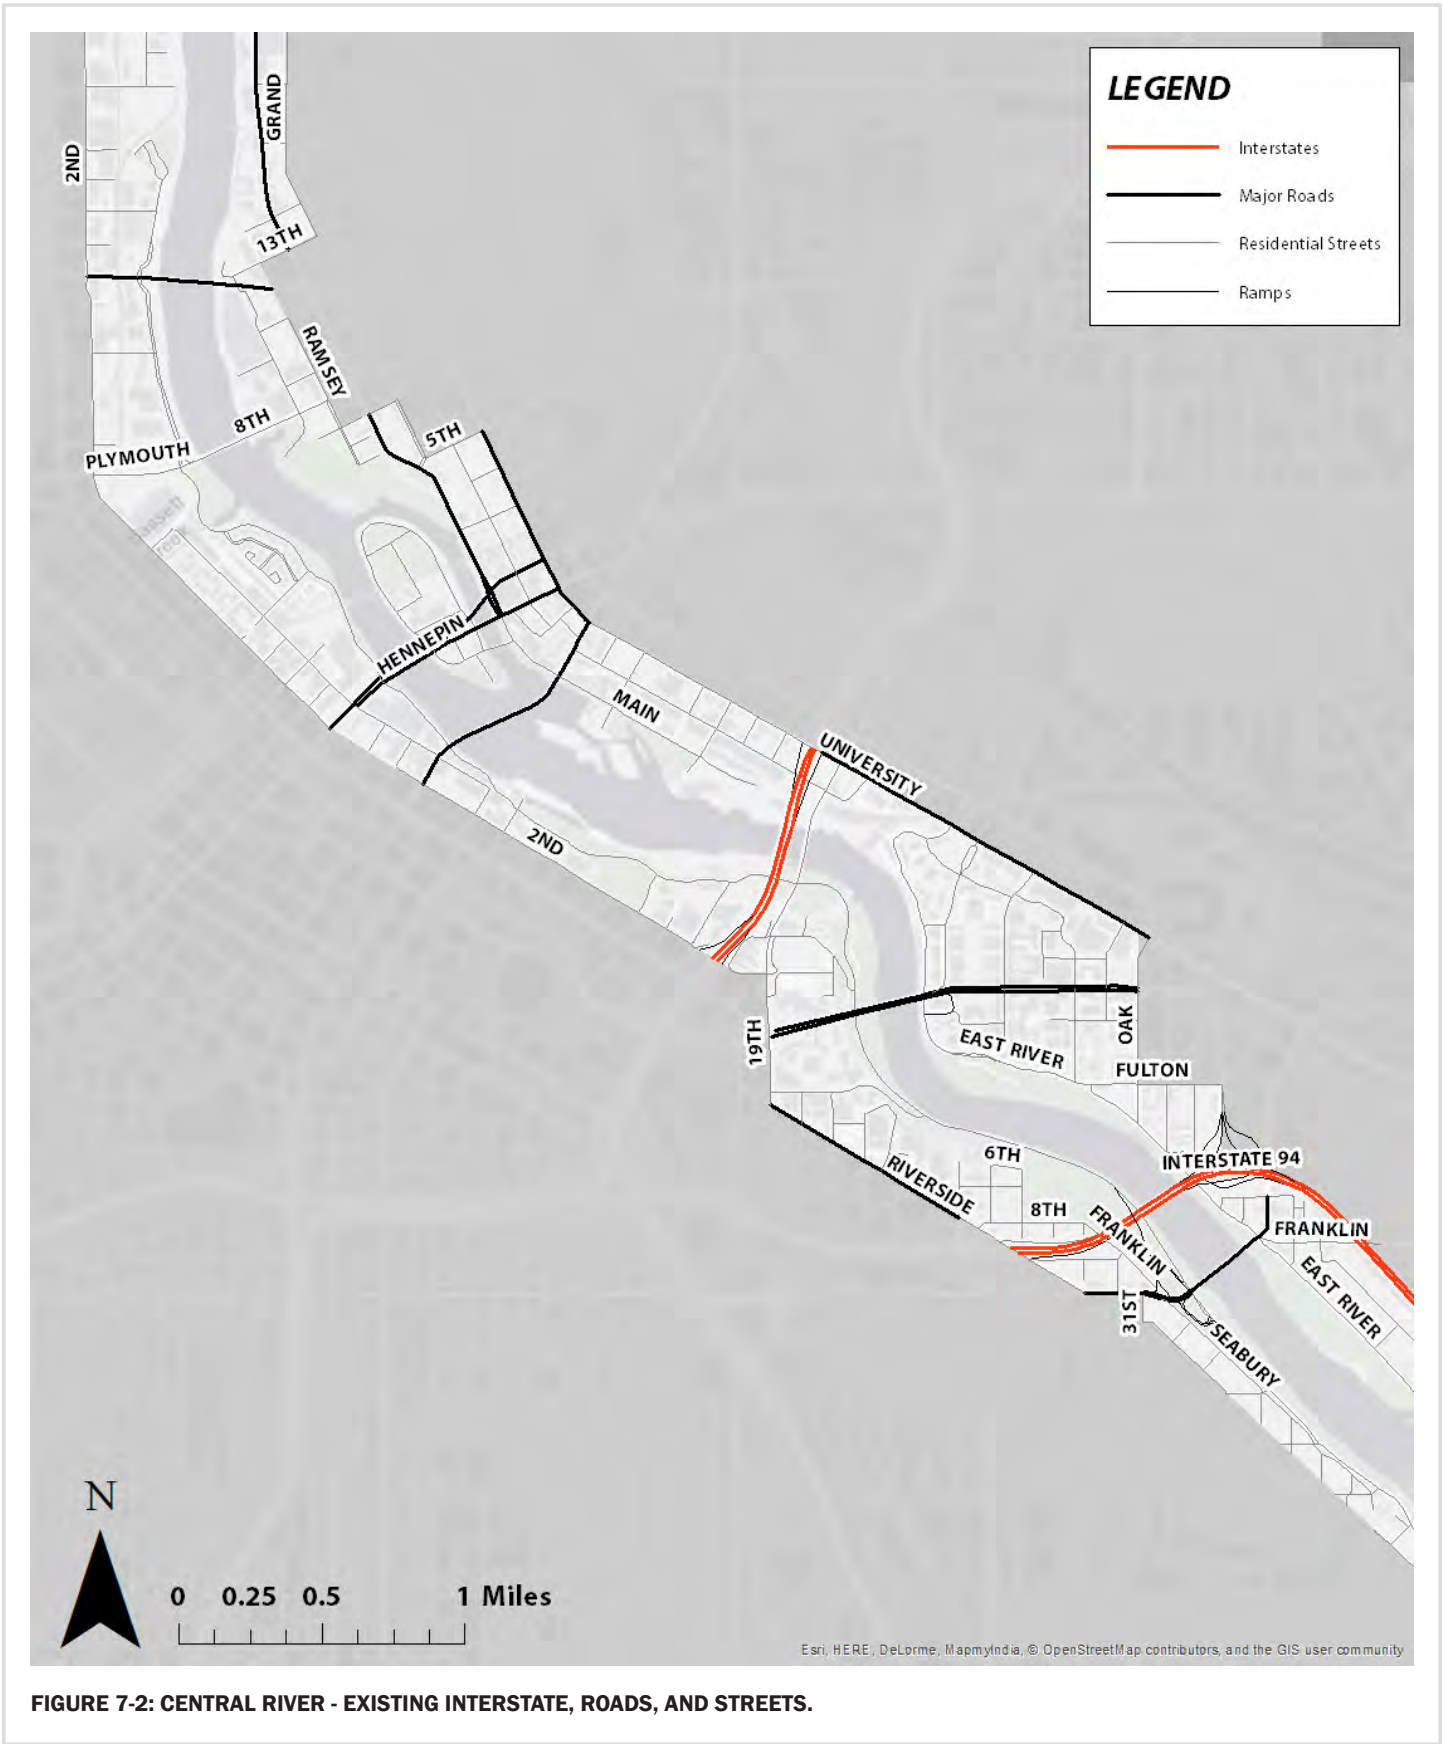 LEGEND
Interstates
Major Roads
Residential Streets
Ramps
GRAND
2ND
13TH
RAMSEY
8TH
5TH
PLYMOUTH
HENNEPIN
MAIN
UNIVERSITY
2ND
19TH
OAK
EAST RIVER
FULTON
6TH
INTERSTATE 94
RIVERSIDE
8TH
FRANKLIN
FRANKLIN
EAST RIVER
31ST
SEABURY
N
0 0.25 0.5 1 Miles
Esri, HERE, DeLorme, MapmyIndia, © OpenStreetMap contributors, and the GIS user community
FIGURE 7-2: CENTRAL RIVER - EXISTING INTERSTATE, ROADS, AND STREETS.